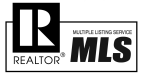 R
REALTOR®
MULTIPLE LISTING SERVICE
MLS